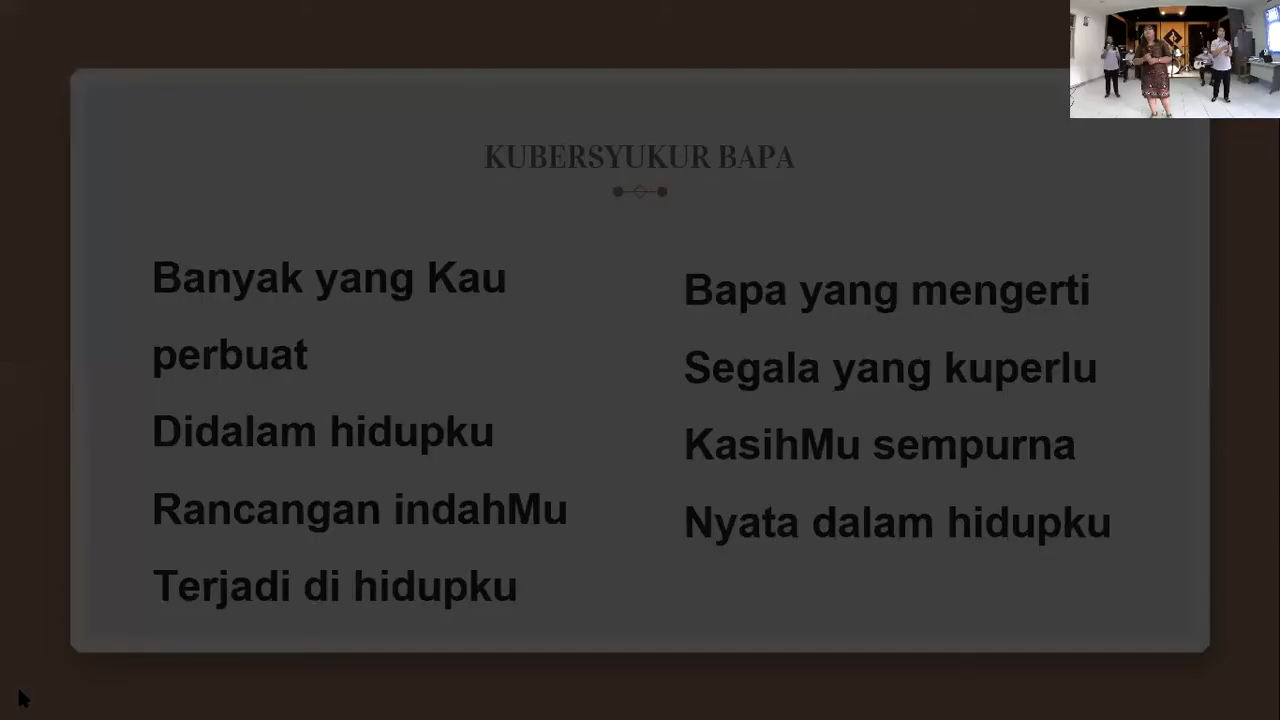 KUBERSYUKUR BAPA
Banyak yang Kau
perbuat
Didalam hidupku
Rancangan indahMu
Terjadi di hidupku
Bapa yang mengerti
Segala yang kuperlu
KasihMu sempurna
Nyata dalam hidupku